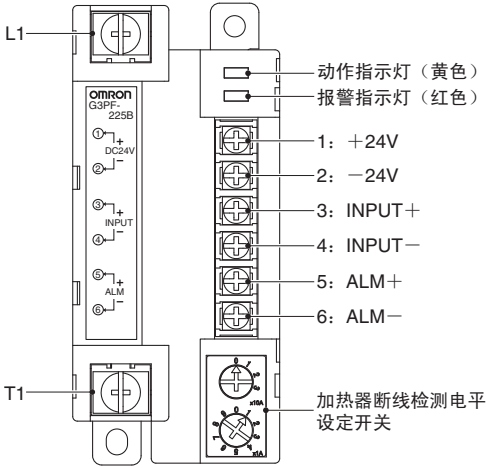 L1
OMRON
G3PF-
225B
① +
DC24V
② −
③ +
INPUT
④ −
⑤ +
ALM
⑥ −
T1
动作指示灯（黄色）
报警指示灯（红色）
1：＋24V
2：－24V
3：INPUT＋
4：INPUT－
5：ALM＋
6：ALM－
x10A
x1A
加热器断线检测电平
设定开关